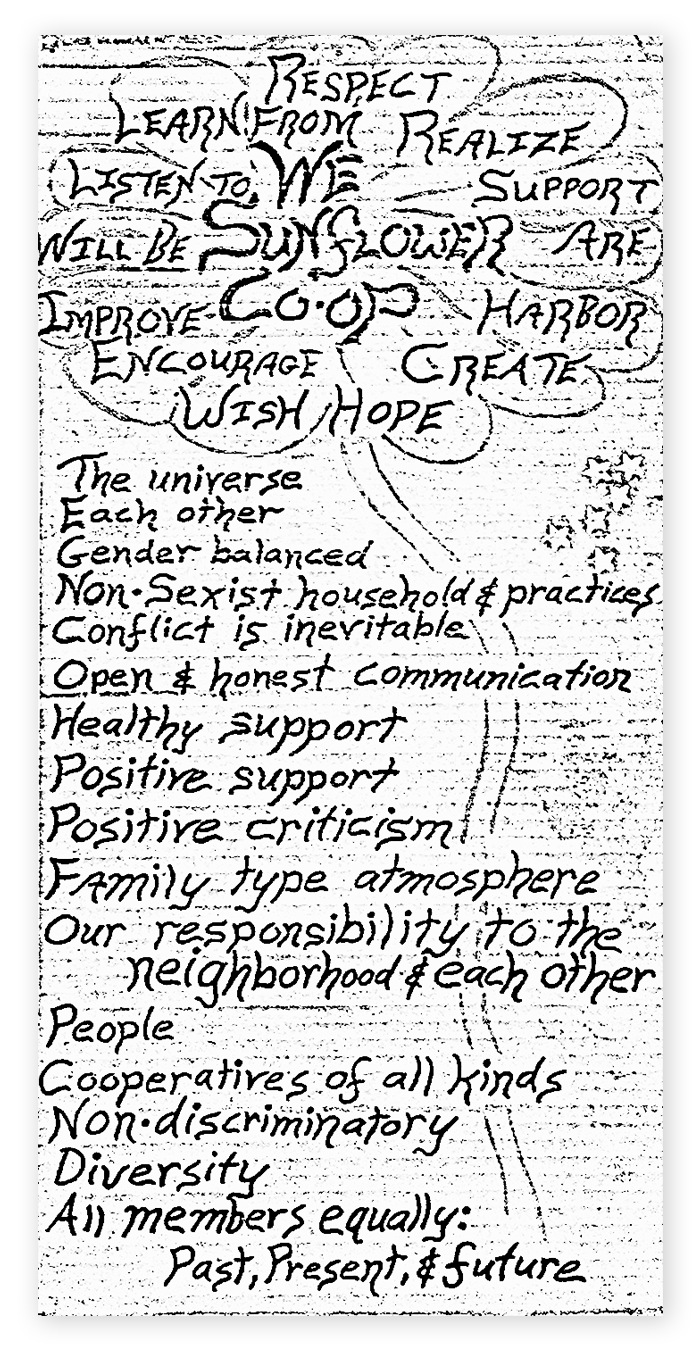 RESPECT
LEARN FROM REALIZE
LISTEN TO WE SUPPORT
WILL BE SUNFLOWER ARE
IMPROVE CO·OP HARBOR
ENCOURAGE CREATE
WISH HOPE
The universe
Each other
Gender balanced
Non·Sexist household & practices
Conflict is inevitable
Open & honest communication
Healthy support
Positive support
Positive criticism
Family type atmosphere
Our responsibility to the
neighborhood & each other
People
Cooperatives of all kinds
Non·discriminatory
Diversity
All members equally:
Past, Present, & future